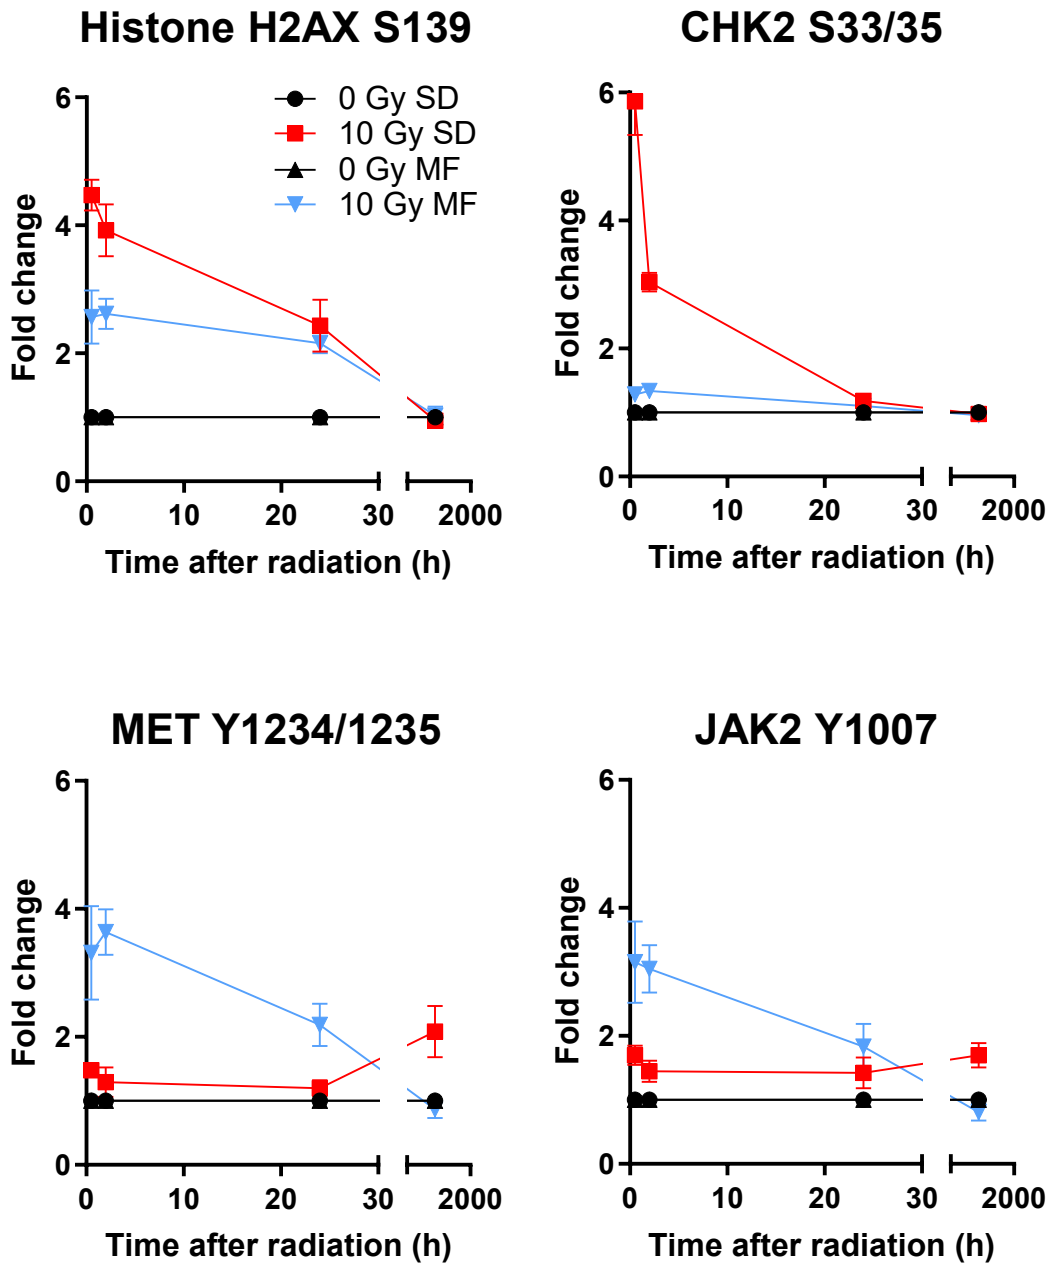 Histone H2AX S139
Fold change
6
4
2
0
0 Gy SD
10 Gy SD
0 Gy MF
10 Gy MF
0 10 20 30 2000
Time after radiation (h)
CHK2 S33/35
Fold change
6
4
2
0
0 10 20 30 2000
Time after radiation (h)
MET Y1234/1235
Fold change
6
4
2
0
0 10 20 30 2000
Time after radiation (h)
JAK2 Y1007
Fold change
6
4
2
0
0 10 20 30 2000
Time after radiation (h)